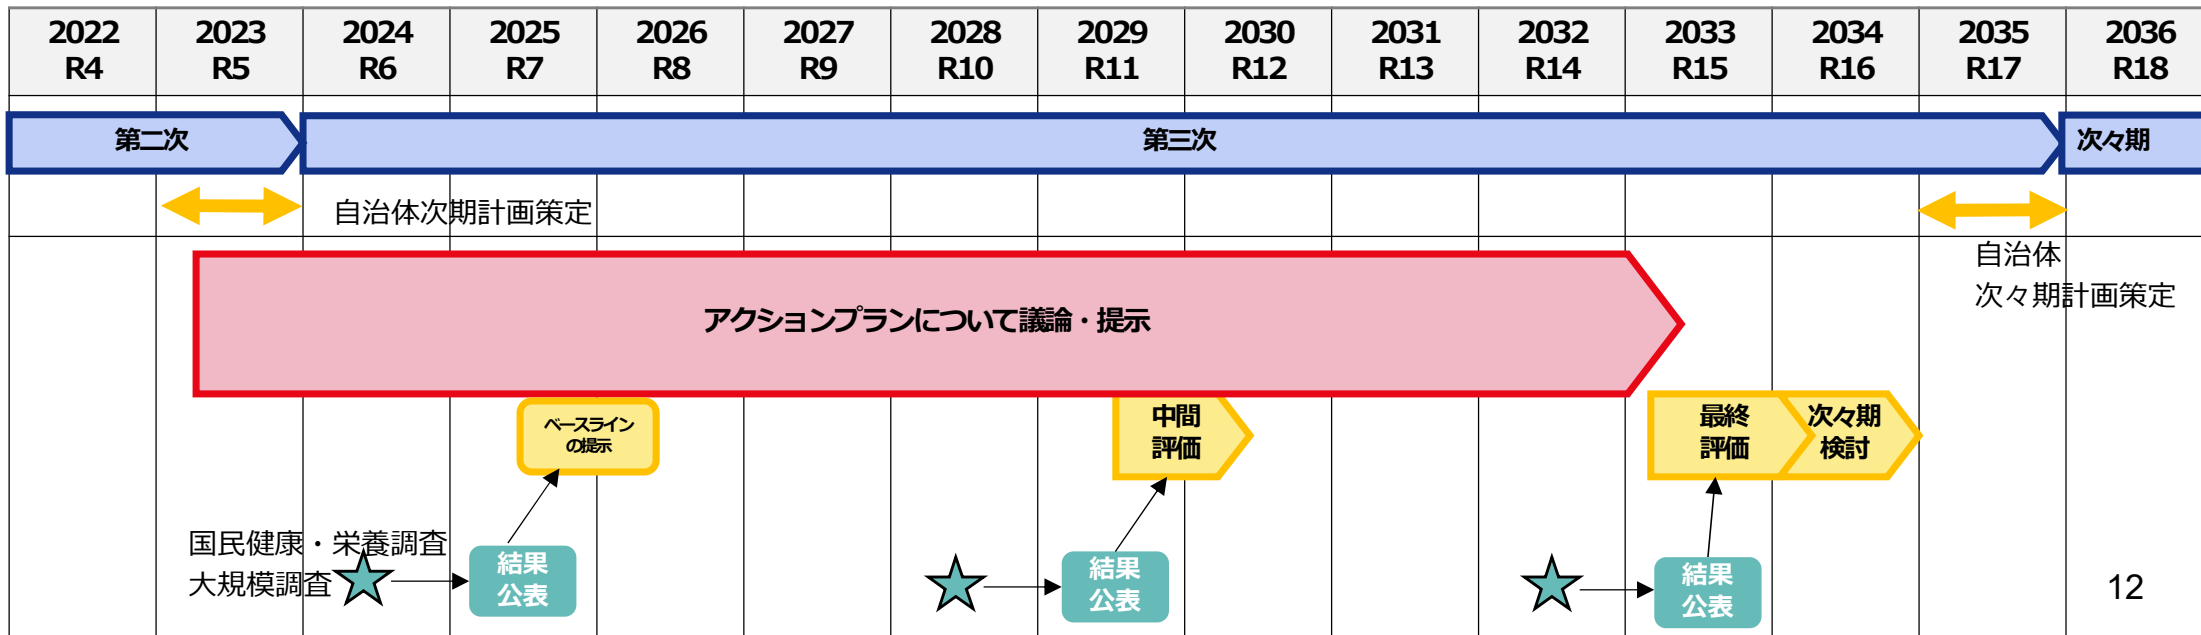 2022 2023 2024 2025 2026 2027 2028 2029 2030 2031 2032 2033 2034 2035 2036
R4 R5 R6 R7 R8 R9 R10 R11 R12 R13 R14 R15 R16 R17 R18
第二次 第三次 次々期
自治体次期計画策定
自治体
次々期計画策定
アクションプランについて議論・提示
ベースライン
の提示
中間
評価
最終
評価
次々期
検討
国民健康・栄養調査
大規模調査
結果
公表
結果
公表
結果
公表
12